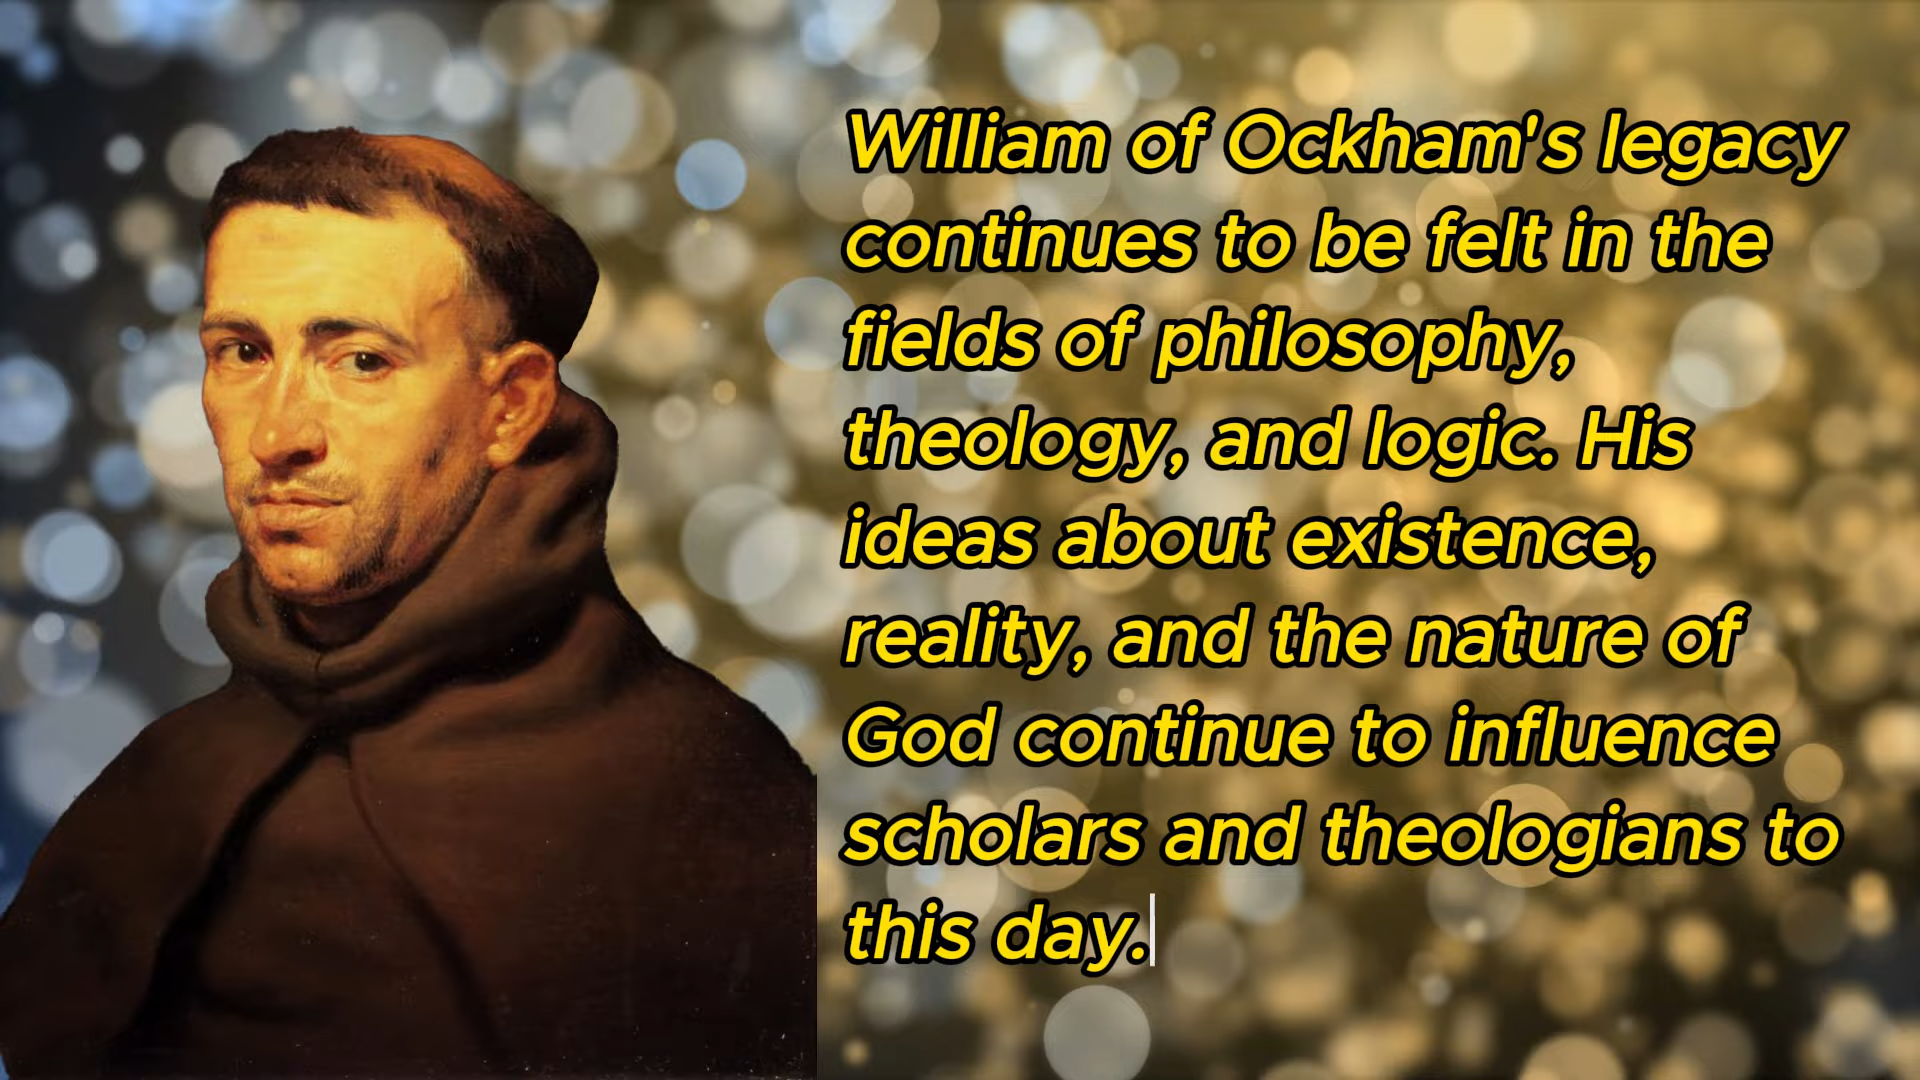 William of Ockham's legacy
continues to be felt in the
fields of philosophy,
theology, and logic. His
ideas about existence,
reality, and the nature of
God continue to influence
scholars and theologians to
this day.